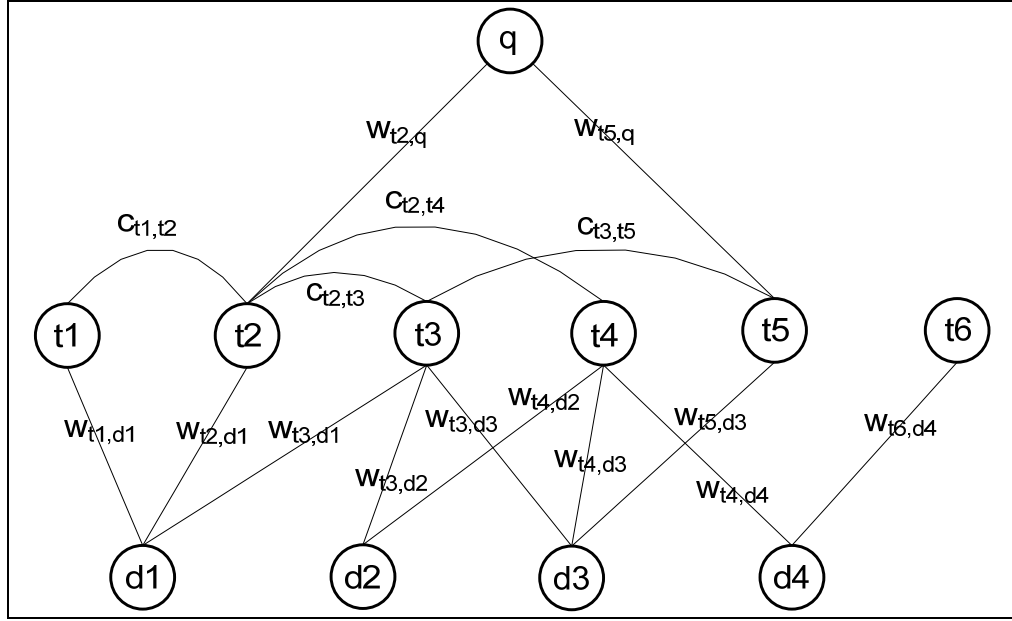 q
wt2,q
wt5,q
ct2,t4
ct1,t2
ct3,t5
ct2,t3
t1
t2
t3
t4
t5
t6
wt4,d2
wt1,d1
wt2,d1
wt3,d1
wt3,d3
wt5,d3
wt6,d4
wt4,d3
wt3,d2
wt4,d4
d1
d2
d3
d4